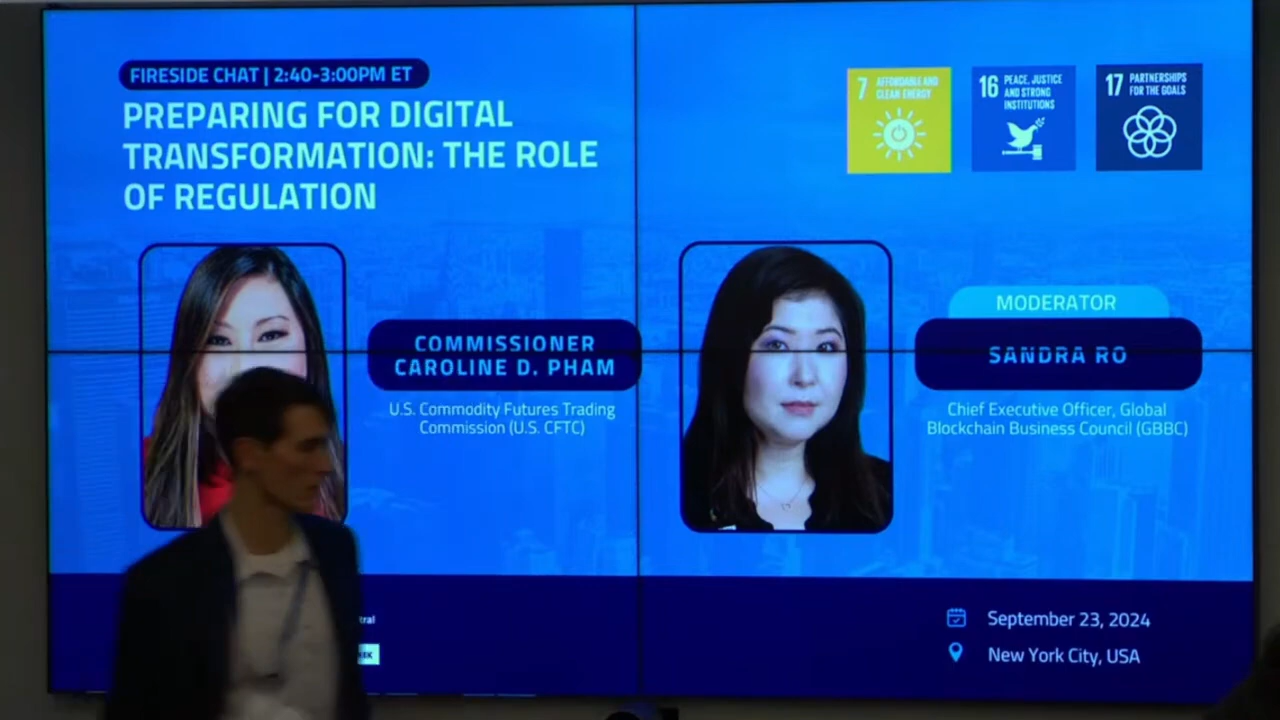 FIRESIDE CHAT | 2:40-3:00PM ET
PREPARING FOR DIGITAL
TRANSFORMATION: THE ROLE
OF REGULATION
7 AFFORDABLE AND
CLEAN ENERGY
16 PEACE, JUSTICE
AND STRONG
INSTITUTIONS
17 PARTNERSHIPS
FOR THE GOALS
COMMISSIONER
CAROLINE D. PHAM
U.S. Commodity Futures Trading
Commission (U.S. CFTC)
MODERATOR
SANDRA RO
Chief Executive Officer, Global
Blockchain Business Council (GBBC)
September 23, 2024
New York City, USA